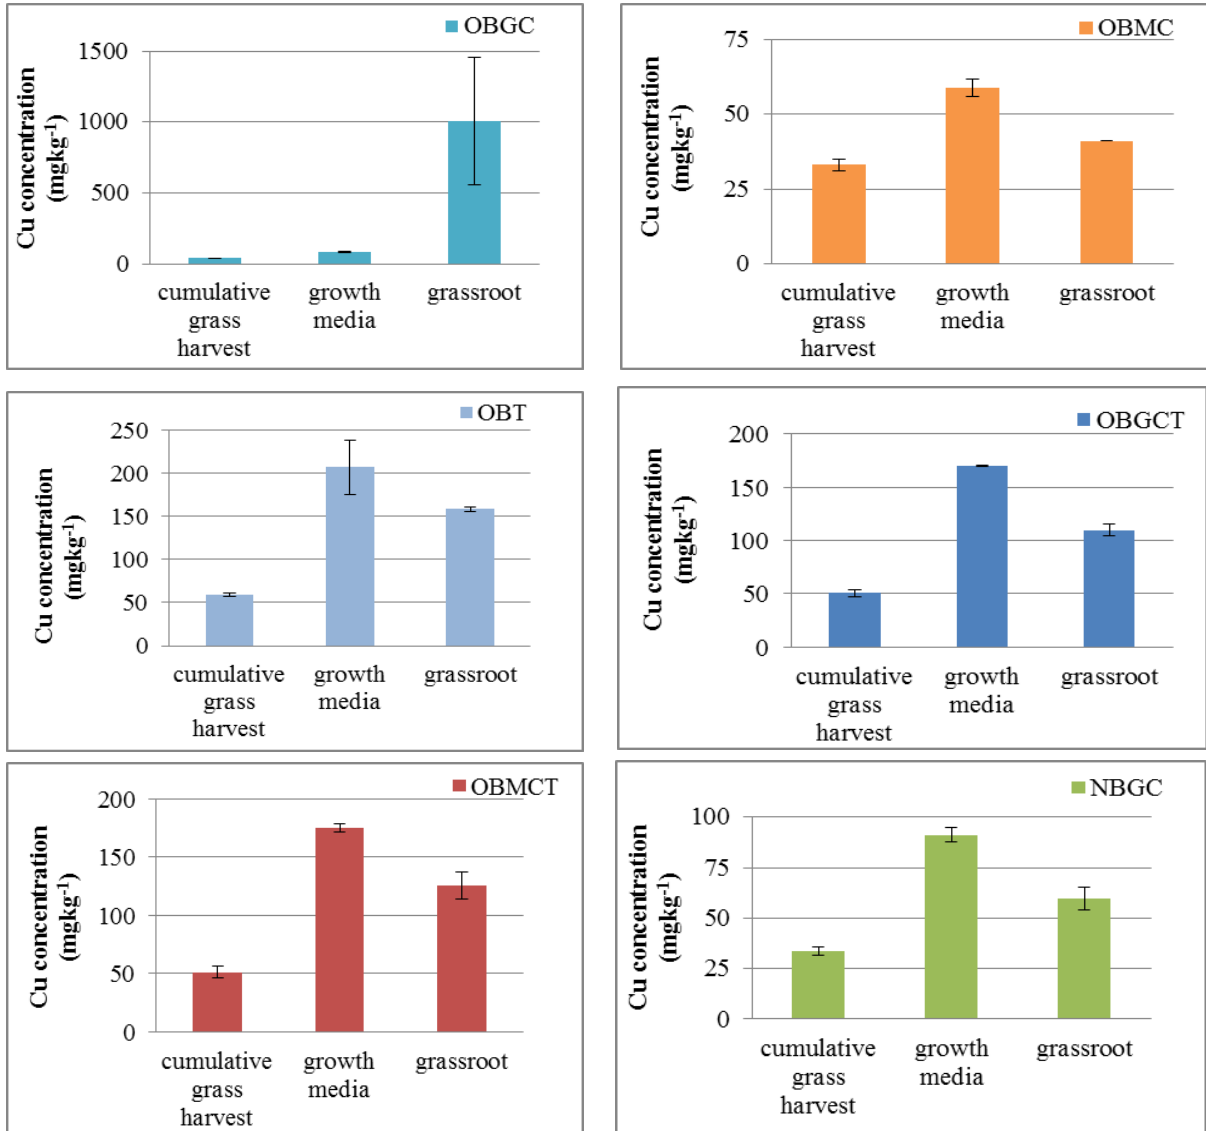 OBGC
Cu concentration
(mgkg-1)
1500
1000
500
0
cumulative grass harvest
growth media
grassroot
OBMC
Cu concentration
(mgkg-1)
75
50
25
0
cumulative grass harvest
growth media
grassroot
OBT
Cu concentration
(mgkg-1)
250
200
150
100
50
0
cumulative grass harvest
growth media
grassroot
OBGCT
Cu concentration
(mgkg-1)
200
150
100
50
0
cumulative grass harvest
growth media
grassroot
OBMCT
Cu concentration
(mgkg-1)
200
150
100
50
0
cumulative grass harvest
growth media
grassroot
NBGC
Cu concentration
(mgkg-1)
100
75
50
25
0
cumulative grass harvest
growth media
grassroot